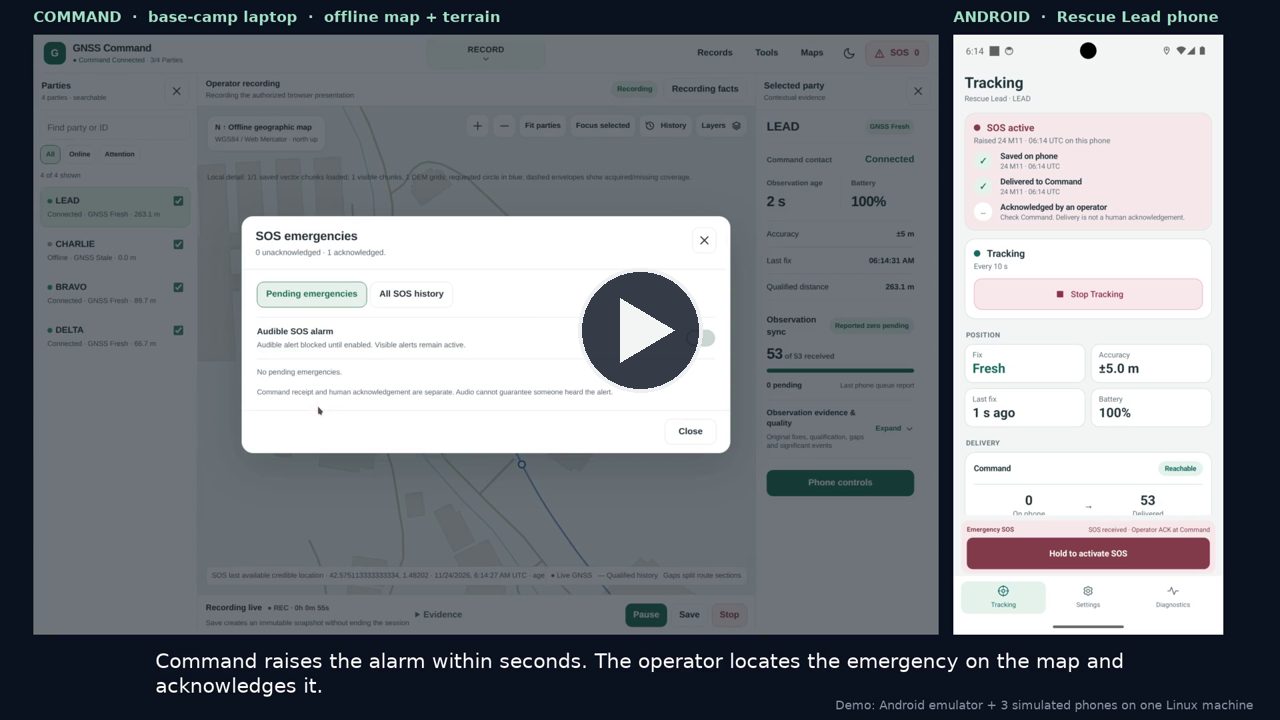 COMMAND · base-camp laptop · offline map + terrain
ANDROID · Rescue Lead phone
G
GNSS Command
● Command Connected · 3/4 Parties
RECORD
Records
Tools
Maps
SOS 0
Parties
4 parties · searchable
Operator recording
Recording the authorized browser presentation
Recording
Recording facts
Selected party
Contextual evidence
Find party or ID
All
Online
Attention
4 of 4 shown
LEAD
Connected · GNSS Fresh · 263.1 m
CHARLIE
Offline · GNSS Stale · 0.0 m
BRAVO
Connected · GNSS Fresh · 89.7 m
DELTA
Connected · GNSS Fresh · 66.7 m
N ↑ Offline geographic map
WGS84 / Web Mercator · north up
+
−
Fit parties
Focus selected
History
Layers
Local detail: 1/1 saved vector chunks loaded; 1 visible chunks, 1 DEM grids; requested circle in blue; dashed envelopes show acquired/missing coverage.
SOS emergencies
0 unacknowledged · 1 acknowledged.
Pending emergencies
All SOS history
Audible SOS alarm
Audible alert blocked until enabled. Visible alerts remain active.
No pending emergencies.
Command receipt and human acknowledgement are separate. Audio cannot guarantee someone heard the alert.
Close
SOS last available credible location · 42.575113333333334, 1.48202 · 11/24/2026, 6:14:27 AM UTC · age ● Live GNSS — Qualified history Gaps split route sections
Recording live ● REC · 0h 0m 55s
Save creates an immutable snapshot without ending the session
▶ Evidence
Pause
Save
Stop
LEAD
GNSS Fresh
Command contact
Connected
Observation age
Battery
2 s
100%
Accuracy
±5 m
Last fix
06:14:31 AM
Qualified distance
263.1 m
Observation sync
Reported zero pending
53 of 53 received
0 pending
Last phone queue report
Observation evidence & quality
Original fixes, qualification, gaps and significant events
Expand
Phone controls
6:14
Tracking
Rescue Lead · LEAD
SOS active
Raised 24 M11 · 06:14 UTC on this phone
✓
Saved on phone
24 M11 · 06:14 UTC
✓
Delivered to Command
24 M11 · 06:14 UTC
Acknowledged by an operator
Check Command. Delivery is not a human acknowledgement.
Tracking
Every 10 s
Stop Tracking
POSITION
Fix
Fresh
Accuracy
±5.0 m
Last fix
1 s ago
Battery
100%
DELIVERY
Command
Reachable
0
→
53
On phone
Delivered
Emergency SOS
SOS received · Operator ACK at Command
Hold to activate SOS
Tracking
Settings
Diagnostics
Command raises the alarm within seconds. The operator locates the emergency on the map and
acknowledges it.
Demo: Android emulator + 3 simulated phones on one Linux machine